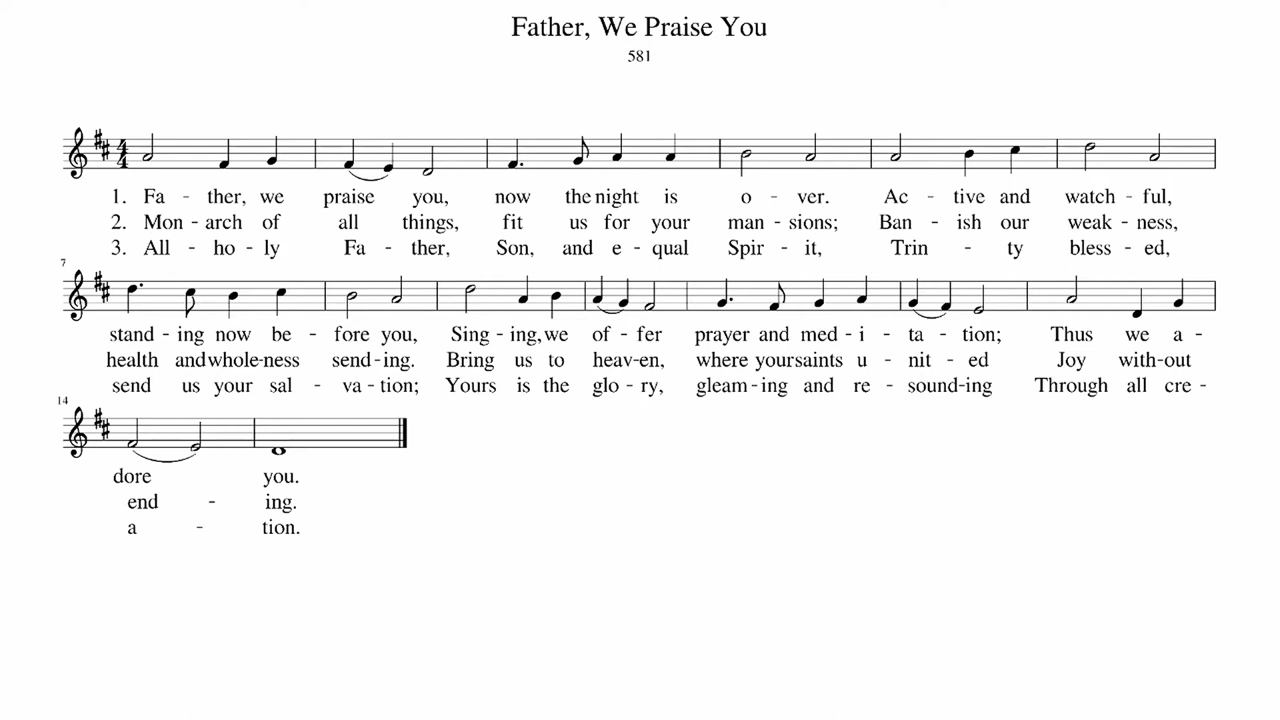 Father, We Praise You
581
4
4
1. Fa - ther, we praise you, now the night is o - ver. Ac - tive and watch - ful,
2. Mon - arch of all things, fit us for your man - sions; Ban - ish our weak - ness,
3. All - ho - ly Fa - ther, Son, and e - qual Spir - it, Trin - ty bless - ed,
7
stand - ing now be - fore you, Sing - ing, we of - fer prayer and med - i - ta - tion; Thus we a -
health and whole - ness send - ing. Bring us to heav - en, where your saints u - nit - ed Joy with - out
send us your sal - va - tion; Yours is the glo - ry, gleam - ing and re - sound - ing Through all cre -
14
dore you.
end - ing.
a - tion.